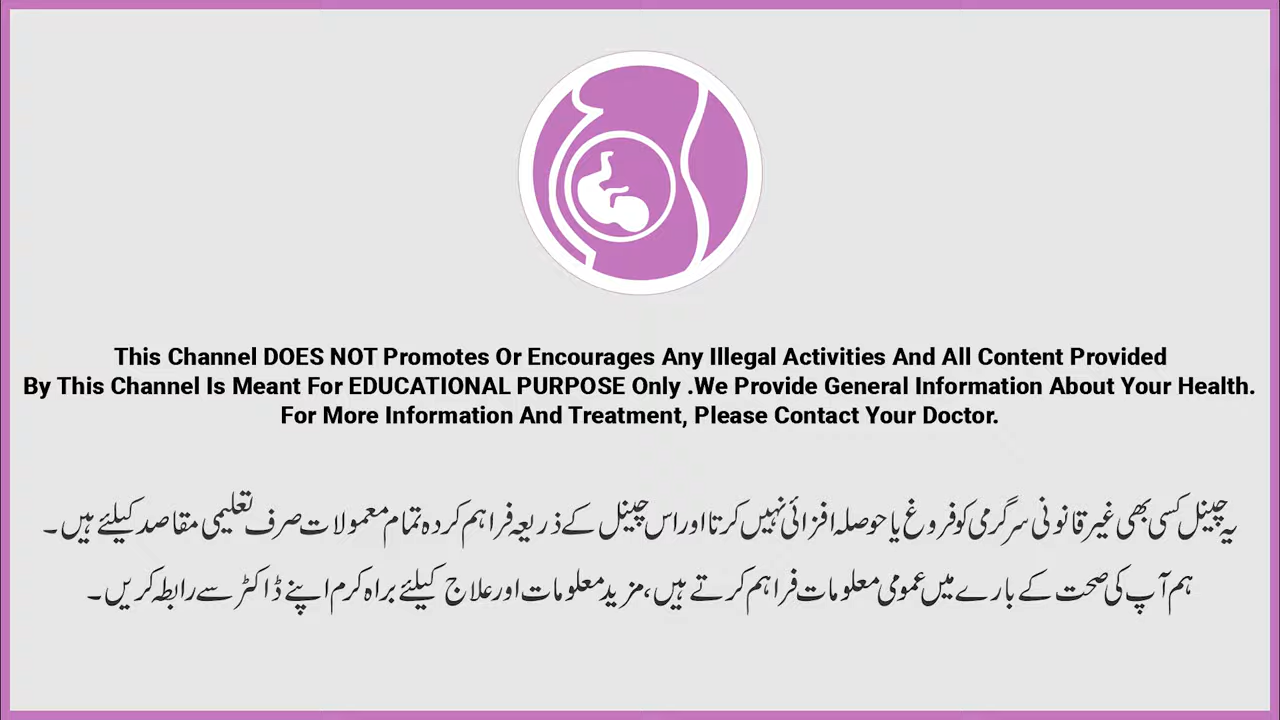 This Channel DOES NOT Promotes Or Encourages Any Illegal Activities And All Content Provided
By This Channel Is Meant For EDUCATIONAL PURPOSE Only .We Provide General Information About Your Health.
For More Information And Treatment, Please Contact Your Doctor.
یہ چینل کسی بھی غیر قانونی سرگرمی کو فروغ یا حوصلہ افزائی نہیں کرتا اور اس چینل کے ذریعہ فراہم کردہ تمام معمولات صرف تعلیمی مقاصد کیلئے ہیں۔
ہم آپ کی صحت کے بارے میں عمومی معلومات فراہم کرتے ہیں، مزید معلومات اور علاج کیلئے براہ کرم اپنے ڈاکٹر سے رابطہ کریں۔